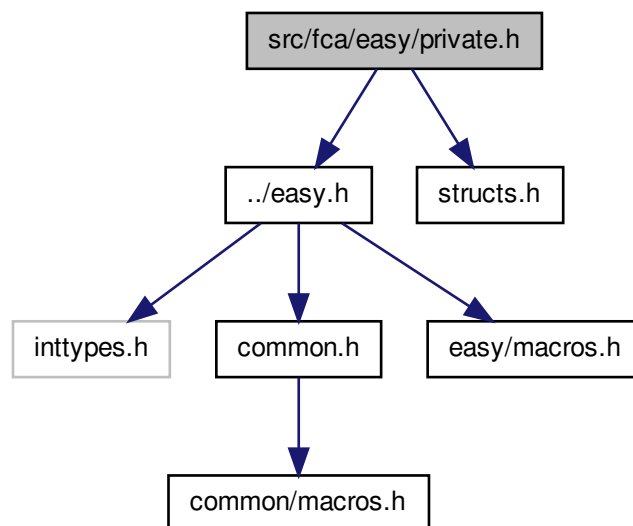 src/fca/easy/private.h
../easy.h
structs.h
inttypes.h
common.h
easy/macros.h
common/macros.h